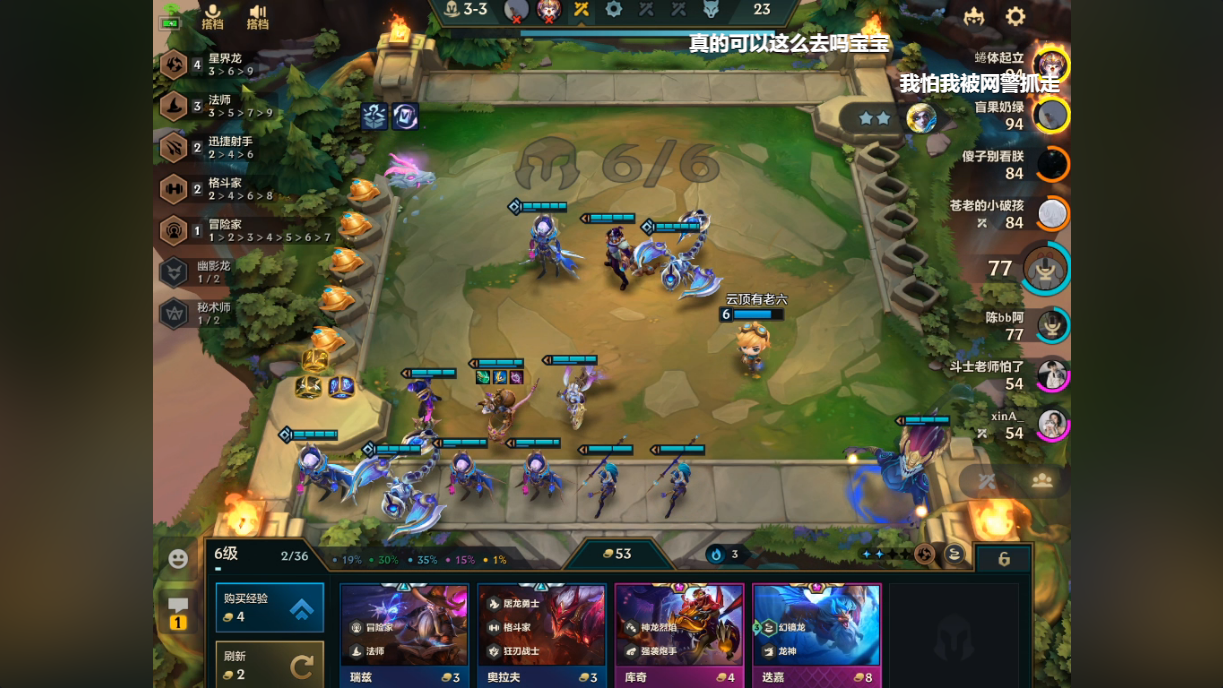 搭档
搭档
3-3
23
真的可以这么去吗宝宝
我怕我被网警抓走
蜷体起立
94
盲果奶绿
94
傻子别看朕
84
苍老的小破孩
84
77
陈bb阿
77
斗士老师怕了
54
xinA_
54
4
星界龙
3 > 6 > 9
3
法师
3 > 5 > 7 > 9
2
迅捷射手
2 > 4 > 6
2
格斗家
2 > 4 > 6 > 8
1
冒险家
1 > 2 > 3 > 4 > 5 > 6 > 7
幽影龙
1 / 2
秘术师
1 / 2
6/6
云顶有老六
6
6级
2/36
19%
30%
35%
15%
1%
53
3
6
1
购买经验
4
刷新
2
冒险家
法师
瑞兹
3
屠龙勇士
格斗家
狂刃战士
奥拉夫
3
神龙烈焰
强袭炮手
库奇
4
3
幻镜龙
龙神
迭嘉
8